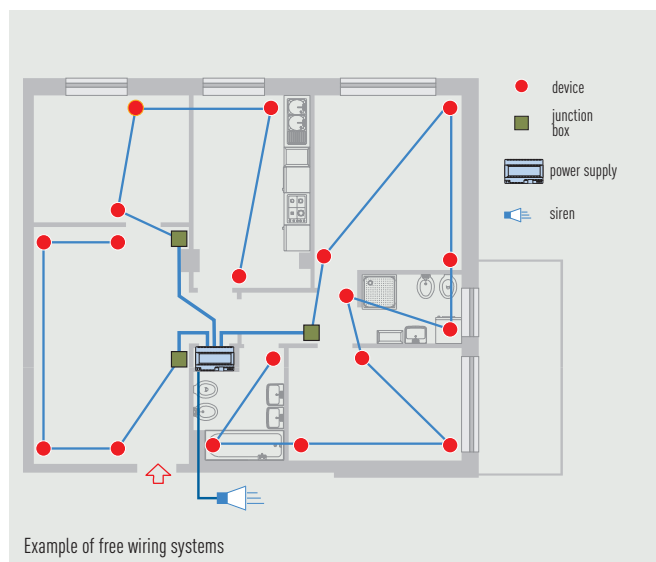 device
junction
box
power supply
siren
Example of free wiring systems